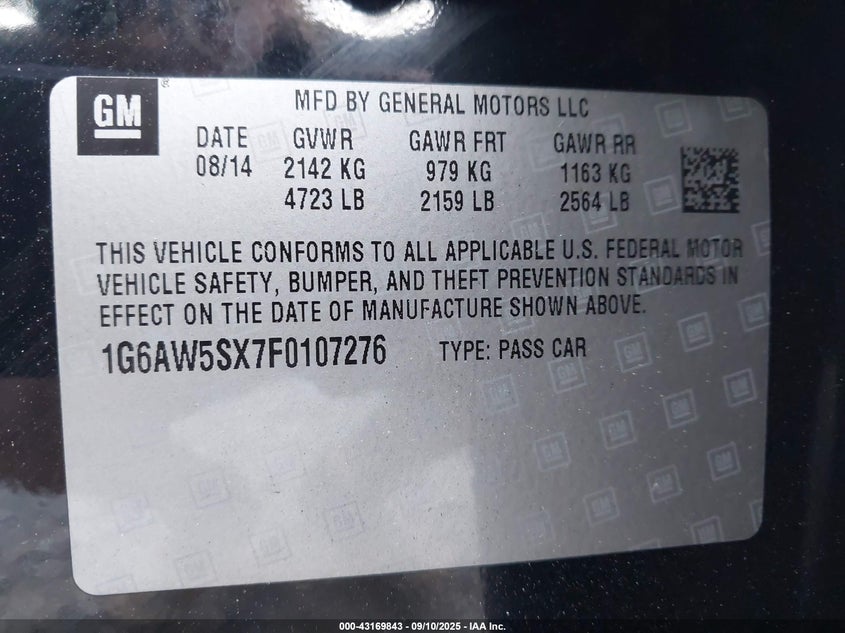 GM ®
MFD BY GENERAL MOTORS LLC
DATE GVWR GAWR FRT GAWR RR
08/14 2142 KG 979 KG 1163 KG
4723 LB 2159 LB 2564 LB
THIS VEHICLE CONFORMS TO ALL APPLICABLE U.S. FEDERAL MOTOR
VEHICLE SAFETY, BUMPER, AND THEFT PREVENTION STANDARDS IN
EFFECT ON THE DATE OF MANUFACTURE SHOWN ABOVE.
1G6AW5SX7F0107276 TYPE: PASS CAR
000-43169843 - 09/10/2025 - IAA Inc.